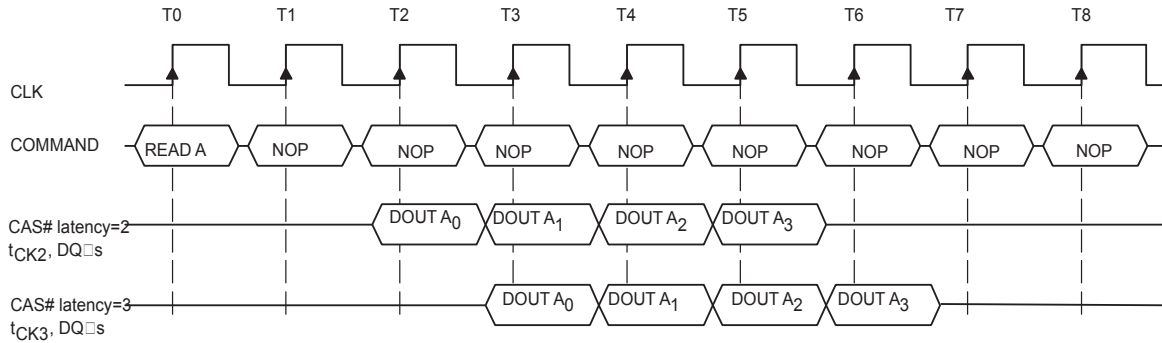 T0 T1 T2 T3 T4 T5 T6 T7 T8
CLK
COMMAND READ A NOP NOP NOP NOP NOP NOP NOP NOP
CAS# latency=2 DOUT A0 DOUT A1 DOUT A2 DOUT A3
tCK2, DQ□s
CAS# latency=3 DOUT A0 DOUT A1 DOUT A2 DOUT A3
tCK3, DQ□s